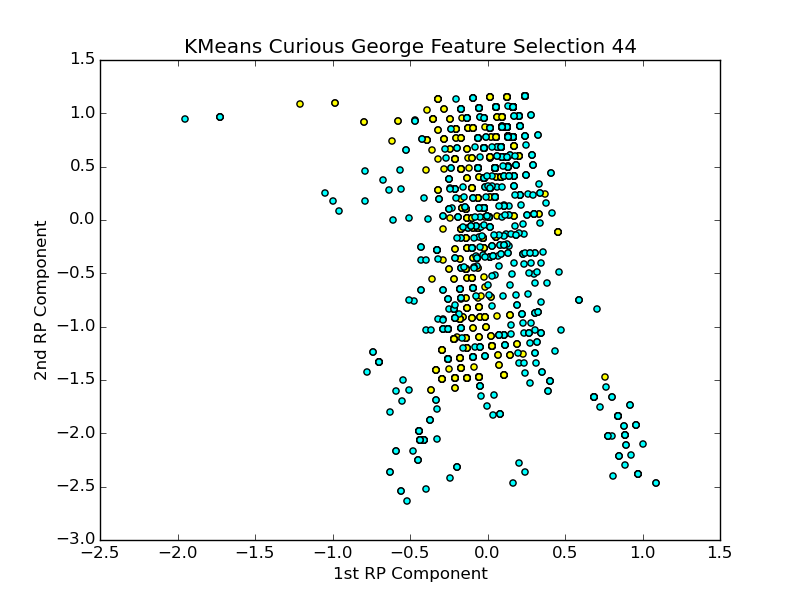 KMeans Curious George Feature Selection 44
1.5
1.0
0.5
0.0
−0.5
−1.0
−1.5
−2.0
−2.5
−3.0
2nd RP Component
−2.5 −2.0 −1.5 −1.0 −0.5 0.0 0.5 1.0 1.5
1st RP Component